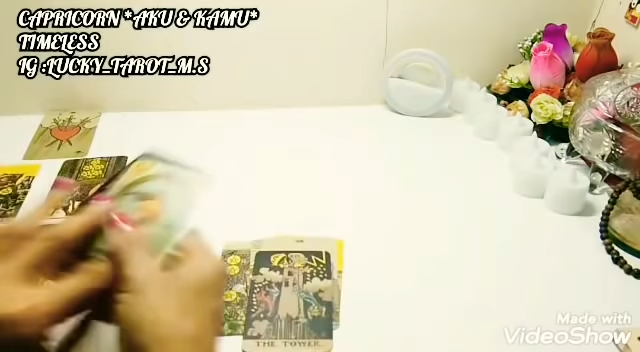 CAPRICORN *AKU & KAMU*
TIMELESS
IG :LUCKY_TAROT_M.S
THE TOWER.
Made with
VideoShow